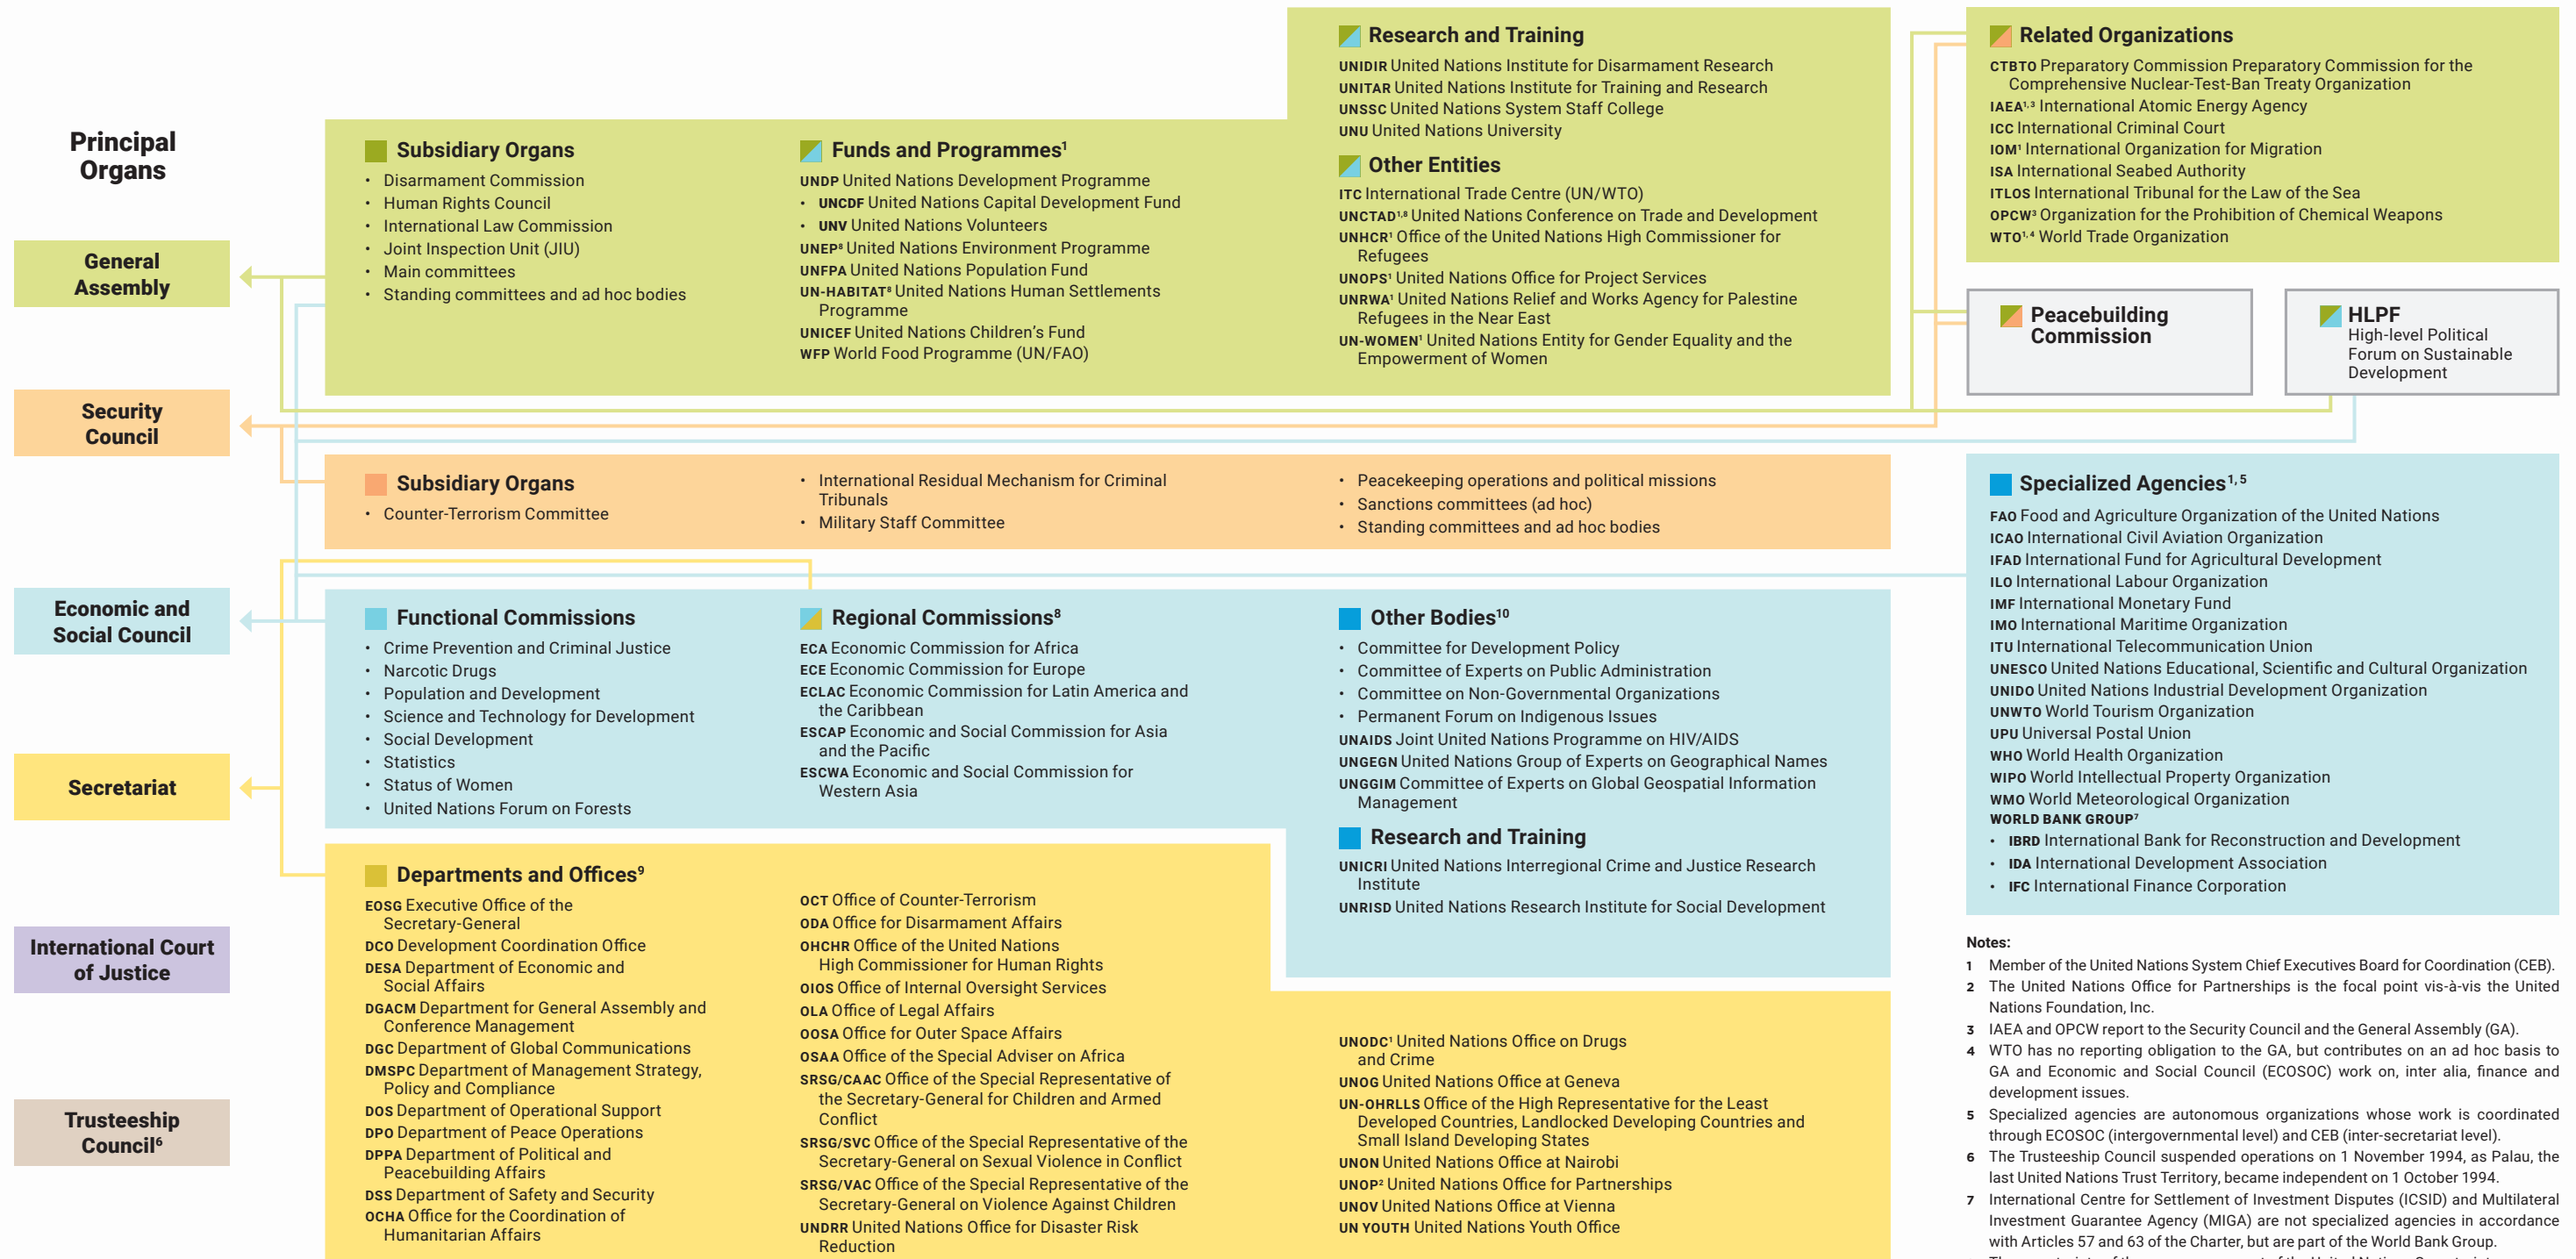 Principal
Organs
General
Assembly
Security
Council
Economic and
Social Council
Secretariat
International Court
of Justice
Trusteeship
Council⁶
Subsidiary Organs
• Disarmament Commission
• Human Rights Council
• International Law Commission
• Joint Inspection Unit (JIU)
• Main committees
• Standing committees and ad hoc bodies
Funds and Programmes¹
UNDP United Nations Development Programme
• UNCDF United Nations Capital Development Fund
• UNV United Nations Volunteers
UNEP⁸ United Nations Environment Programme
UNFPA United Nations Population Fund
UN-HABITAT⁸ United Nations Human Settlements
Programme
UNICEF United Nations Children's Fund
WFP World Food Programme (UN/FAO)
Research and Training
UNIDIR United Nations Institute for Disarmament Research
UNITAR United Nations Institute for Training and Research
UNSSC United Nations System Staff College
UNU United Nations University
Other Entities
ITC International Trade Centre (UN/WTO)
UNCTAD¹,⁸ United Nations Conference on Trade and Development
UNHCR¹ Office of the United Nations High Commissioner for
Refugees
UNOPS¹ United Nations Office for Project Services
UNRWA¹ United Nations Relief and Works Agency for Palestine
Refugees in the Near East
UN-WOMEN¹ United Nations Entity for Gender Equality and the
Empowerment of Women
Related Organizations
CTBTO Preparatory Commission Preparatory Commission for the
Comprehensive Nuclear-Test-Ban Treaty Organization
IAEA¹,³ International Atomic Energy Agency
ICC International Criminal Court
IOM¹ International Organization for Migration
ISA International Seabed Authority
ITLOS International Tribunal for the Law of the Sea
OPCW³ Organization for the Prohibition of Chemical Weapons
WTO¹,⁴ World Trade Organization
Peacebuilding
Commission
HLPF
High-level Political
Forum on Sustainable
Development
Subsidiary Organs
• Counter-Terrorism Committee
• International Residual Mechanism for Criminal
Tribunals
• Military Staff Committee
• Peacekeeping operations and political missions
• Sanctions committees (ad hoc)
• Standing committees and ad hoc bodies
Functional Commissions
• Crime Prevention and Criminal Justice
• Narcotic Drugs
• Population and Development
• Science and Technology for Development
• Social Development
• Statistics
• Status of Women
• United Nations Forum on Forests
Regional Commissions⁸
ECA Economic Commission for Africa
ECE Economic Commission for Europe
ECLAC Economic Commission for Latin America and
the Caribbean
ESCAP Economic and Social Commission for Asia
and the Pacific
ESCWA Economic and Social Commission for
Western Asia
Other Bodies¹⁰
• Committee for Development Policy
• Committee of Experts on Public Administration
• Committee on Non-Governmental Organizations
• Permanent Forum on Indigenous Issues
UNAIDS Joint United Nations Programme on HIV/AIDS
UNGEGN United Nations Group of Experts on Geographical Names
UNGGIM Committee of Experts on Global Geospatial Information
Management
Research and Training
UNICRI United Nations Interregional Crime and Justice Research
Institute
UNRISD United Nations Research Institute for Social Development
Specialized Agencies¹,⁵
FAO Food and Agriculture Organization of the United Nations
ICAO International Civil Aviation Organization
IFAD International Fund for Agricultural Development
ILO International Labour Organization
IMF International Monetary Fund
IMO International Maritime Organization
ITU International Telecommunication Union
UNESCO United Nations Educational, Scientific and Cultural Organization
UNIDO United Nations Industrial Development Organization
UNWTO World Tourism Organization
UPU Universal Postal Union
WHO World Health Organization
WIPO World Intellectual Property Organization
WMO World Meteorological Organization
WORLD BANK GROUP⁷
• IBRD International Bank for Reconstruction and Development
• IDA International Development Association
• IFC International Finance Corporation
Departments and Offices⁹
EOSG Executive Office of the
Secretary-General
DCO Development Coordination Office
DESA Department of Economic and
Social Affairs
DGACM Department for General Assembly and
Conference Management
DGC Department of Global Communications
DMSPC Department of Management Strategy,
Policy and Compliance
DOS Department of Operational Support
DPO Department of Peace Operations
DPPA Department of Political and
Peacebuilding Affairs
DSS Department of Safety and Security
OCHA Office for the Coordination of
Humanitarian Affairs
OCT Office of Counter-Terrorism
ODA Office for Disarmament Affairs
OHCHR Office of the United Nations
High Commissioner for Human Rights
OIOS Office of Internal Oversight Services
OLA Office of Legal Affairs
OOSA Office for Outer Space Affairs
OSAA Office of the Special Adviser on Africa
SRSG/CAAC Office of the Special Representative of
the Secretary-General for Children and Armed
Conflict
SRSG/SVC Office of the Special Representative of the
Secretary-General on Sexual Violence in Conflict
SRSG/VAC Office of the Special Representative of the
Secretary-General on Violence Against Children
UNDRR United Nations Office for Disaster Risk
Reduction
UNODC¹ United Nations Office on Drugs
and Crime
UNOG United Nations Office at Geneva
UN-OHRLLS Office of the High Representative for the Least
Developed Countries, Landlocked Developing Countries and
Small Island Developing States
UNON United Nations Office at Nairobi
UNOP² United Nations Office for Partnerships
UNOV United Nations Office at Vienna
UN YOUTH United Nations Youth Office
Notes:
1 Member of the United Nations System Chief Executives Board for Coordination (CEB).
2 The United Nations Office for Partnerships is the focal point vis-à-vis the United
Nations Foundation, Inc.
3 IAEA and OPCW report to the Security Council and the General Assembly (GA).
4 WTO has no reporting obligation to the GA, but contributes on an ad hoc basis to
GA and Economic and Social Council (ECOSOC) work on, inter alia, finance and
development issues.
5 Specialized agencies are autonomous organizations whose work is coordinated
through ECOSOC (intergovernmental level) and CEB (inter-secretariat level).
6 The Trusteeship Council suspended operations on 1 November 1994, as Palau, the
last United Nations Trust Territory, became independent on 1 October 1994.
7 International Centre for Settlement of Investment Disputes (ICSID) and Multilateral
Investment Guarantee Agency (MIGA) are not specialized agencies in accordance
with Articles 57 and 63 of the Charter, but are part of the World Bank Group.